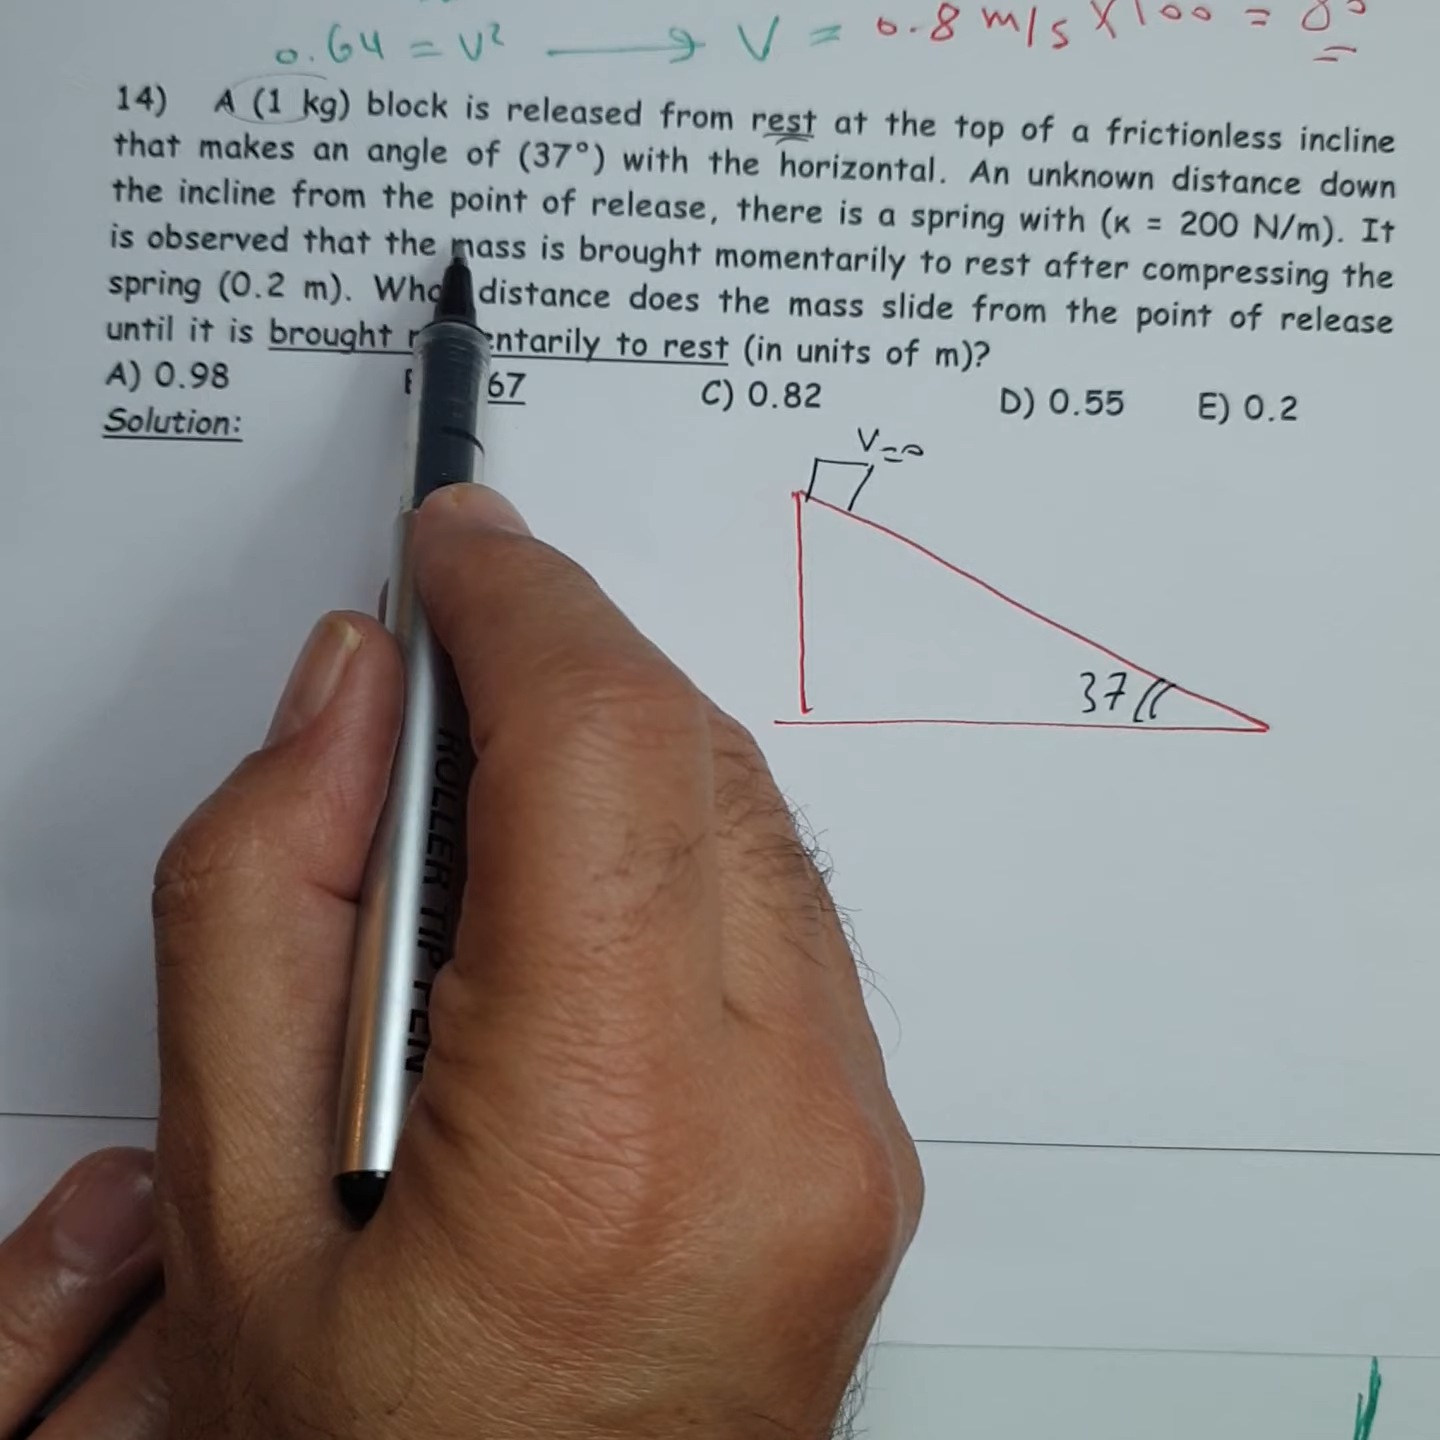 0.64 = v² → V = 0.8 m/s × 100 =
14) A (1 kg) block is released from rest at the top of a frictionless incline
that makes an angle of (37°) with the horizontal. An unknown distance down
the incline from the point of release, there is a spring with (κ = 200 N/m). It
is observed that the mass is brought momentarily to rest after compressing the
spring (0.2 m). distance does the mass slide from the point of release
until it is brought to rest (in units of m)?
A) 0.98 67 C) 0.82 D) 0.55 E) 0.2
Solution:
V=0
37
ROLLER TIP PEN